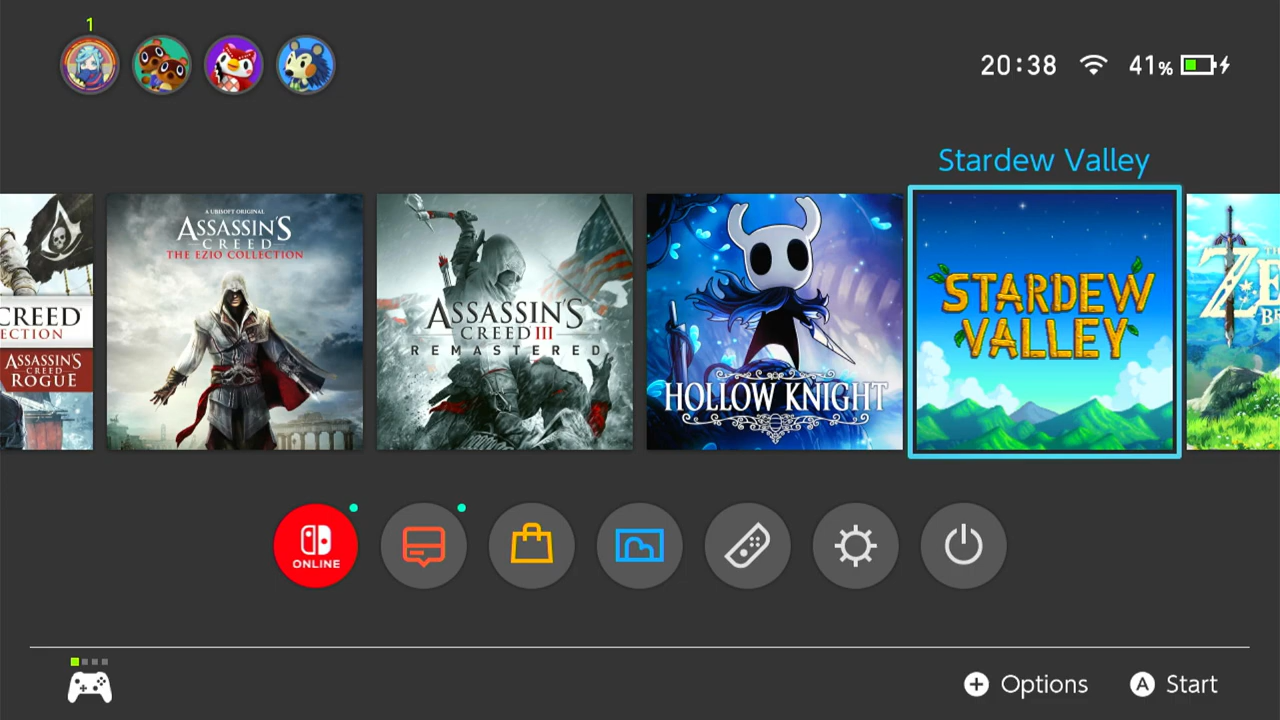 1
20:38
41%
Stardew Valley
CREED
ECTION
ASSASSIN'S
CREED
ROGUE
A UBISOFT ORIGINAL
ASSASSIN'S
CREED
THE EZIO COLLECTION
ASSASSIN'S
CREED III
REMASTERED
HOLLOW KNIGHT
STARDEW
VALLEY
ZE
B
ONLINE
Options
A Start